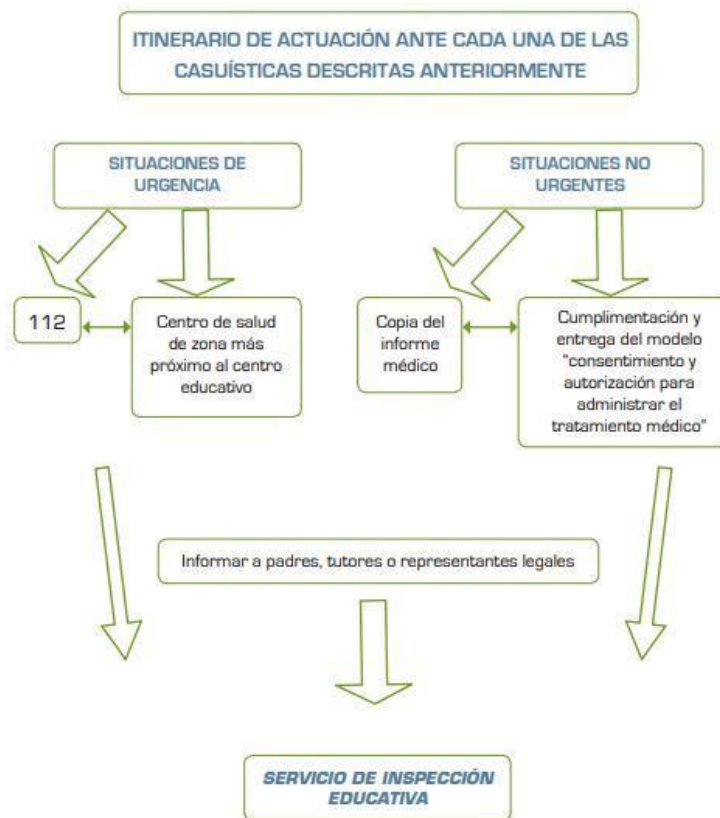 ITINERARIO DE ACTUACIÓN ANTE CADA UNA DE LAS
CASUÍSTICAS DESCRITAS ANTERIORMENTE
SITUACIONES DE
URGENCIA
SITUACIONES NO
URGENTES
112
Centro de salud
de zona más
próximo al centro
educativo
Copia del
informe
médico
Cumplimentación y
entrega del modelo
“consentimiento y
autorización para
administrar el
tratamiento médico”
Informar a padres, tutores o representantes legales
SERVICIO DE INSPECCIÓN
EDUCATIVA